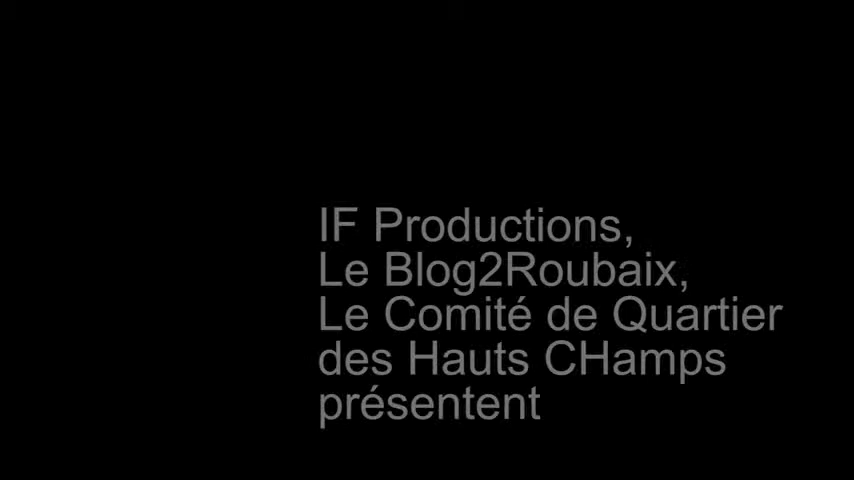 IF Productions,
Le Blog2Roubaix,
Le Comité de Quartier
des Hauts CHamps
présentent